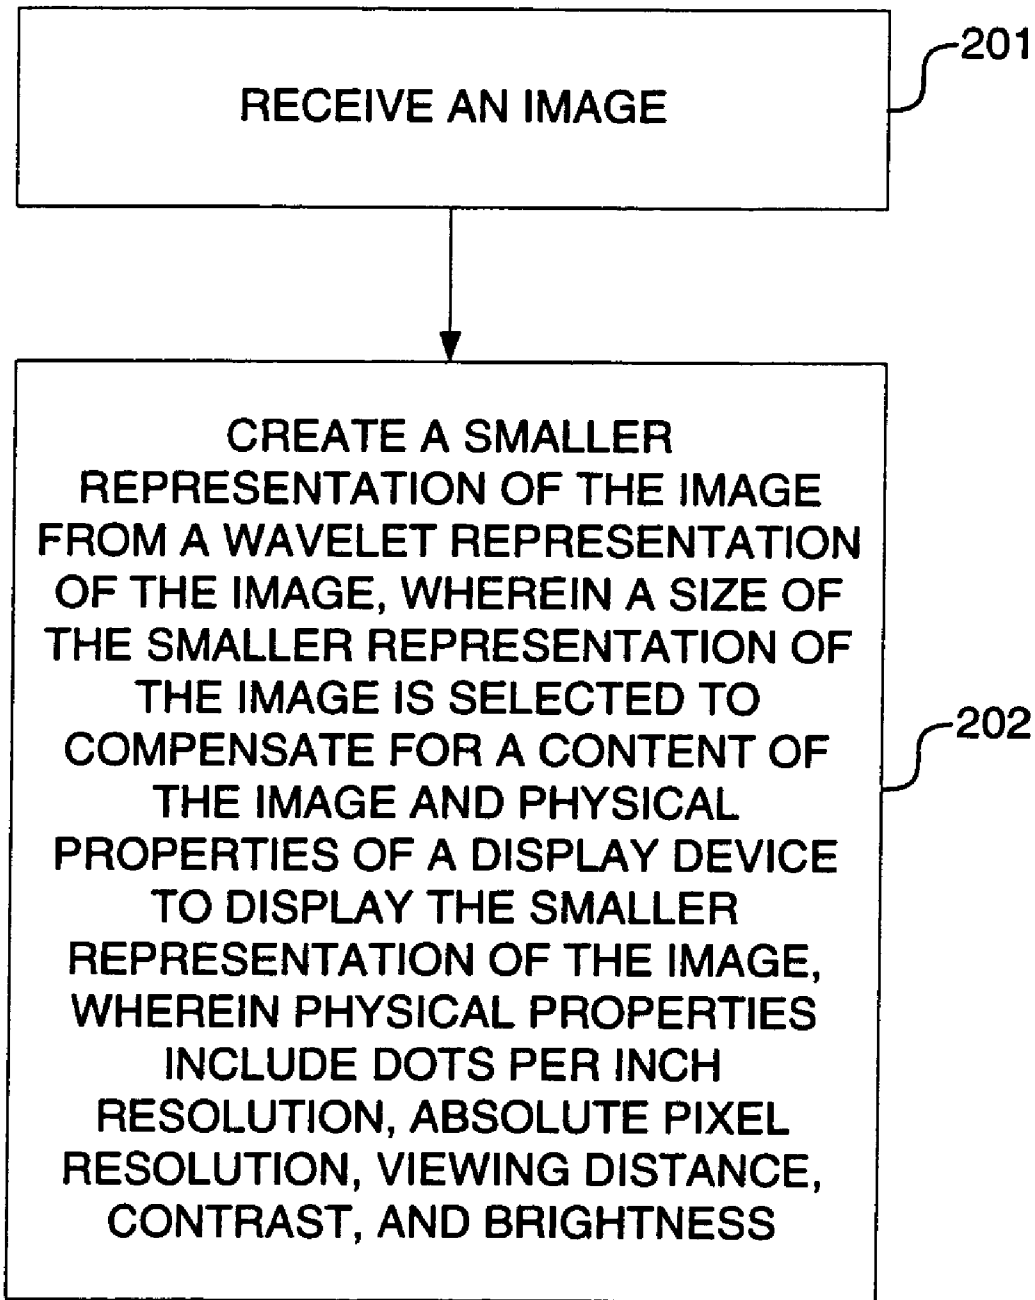 RECEIVE AN IMAGE
201
CREATE A SMALLER
REPRESENTATION OF THE IMAGE
FROM A WAVELET REPRESENTATION
OF THE IMAGE, WHEREIN A SIZE OF
THE SMALLER REPRESENTATION OF
THE IMAGE IS SELECTED TO
COMPENSATE FOR A CONTENT OF
THE IMAGE AND PHYSICAL
PROPERTIES OF A DISPLAY DEVICE
TO DISPLAY THE SMALLER
REPRESENTATION OF THE IMAGE,
WHEREIN PHYSICAL PROPERTIES
INCLUDE DOTS PER INCH
RESOLUTION, ABSOLUTE PIXEL
RESOLUTION, VIEWING DISTANCE,
CONTRAST, AND BRIGHTNESS
202